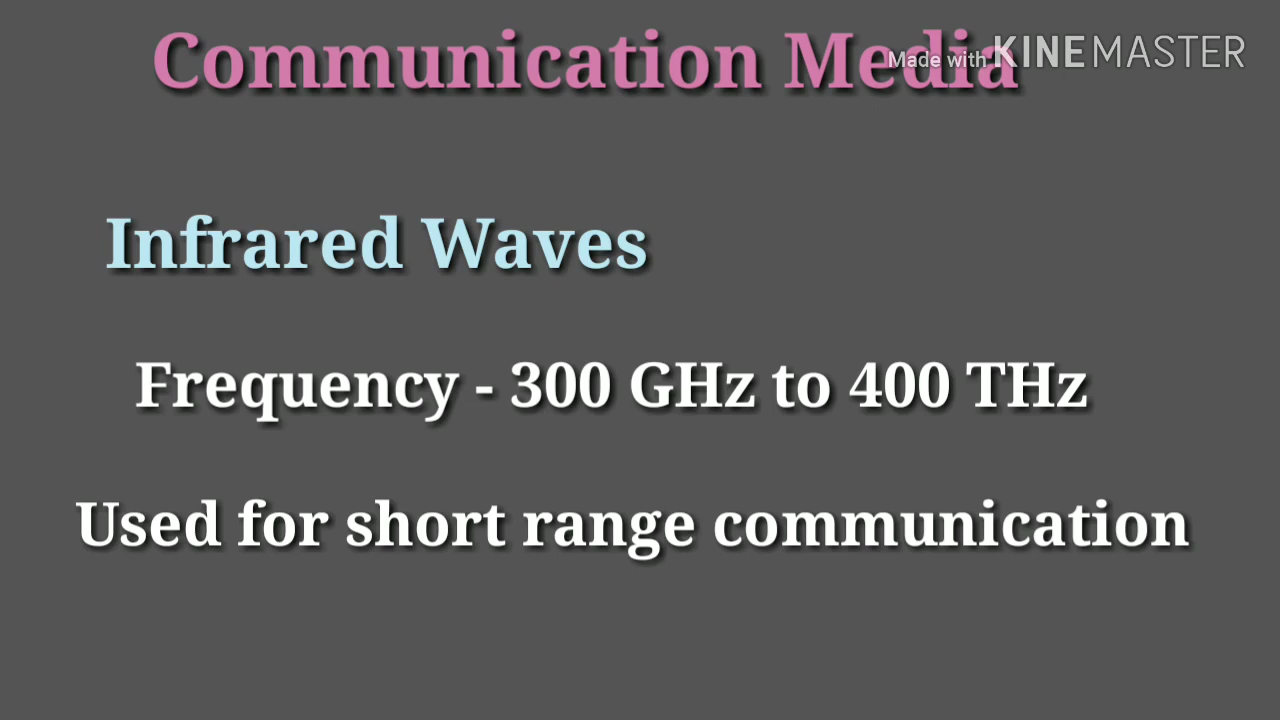 Communication Media
Made with KINEMASTER
Infrared Waves
Frequency - 300 GHz to 400 THz
Used for short range communication